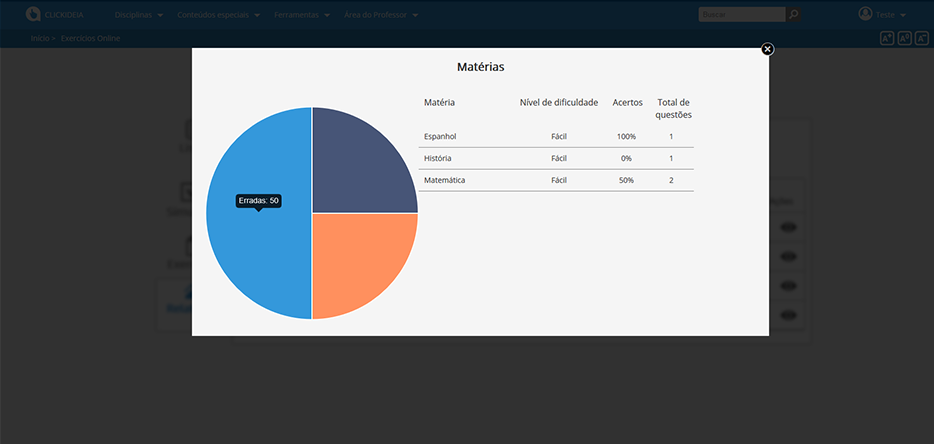 CLICKIDEIA Disciplinas Conteúdos especiais Ferramentas Área do Professor Buscar Teste
Início > Exercícios Online A+ A0 A-
Matérias
Matéria Nível de dificuldade Acertos Total de questões
Espanhol Fácil 100% 1
História Fácil 0% 1
Matemática Fácil 50% 2
Erradas: 50